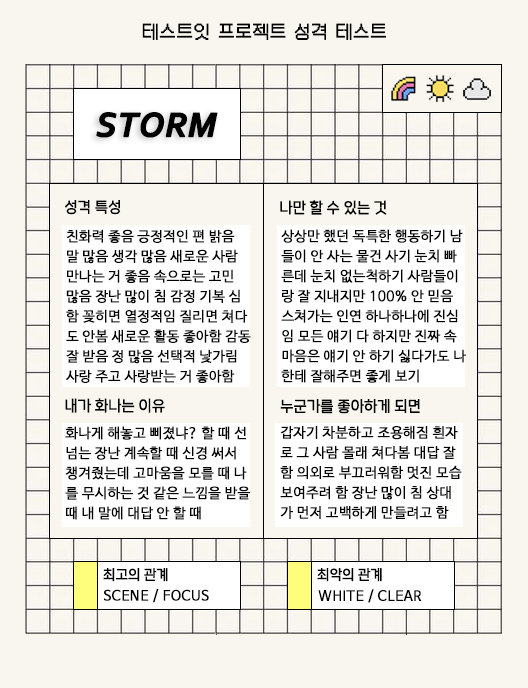 테스트잇 프로젝트 성격 테스트
STORM
성격 특성
친화력 좋음 긍정적인 편 밝음
말 많음 생각 많음 새로운 사람
만나는 거 좋음 속으로는 고민
많음 장난 많이 침 감정 기복 심
함 꽂히면 열정적임 질리면 쳐다
도 안봄 새로운 활동 좋아함 감동
잘 받음 정 많음 선택적 낯가림
사랑 주고 사랑받는 거 좋아함
나만 할 수 있는 것
상상만 했던 독특한 행동하기 남
들이 안 사는 물건 사기 눈치 빠
른데 눈치 없는척하기 사람들이
랑 잘 지내지만 100% 안 믿음
스쳐가는 인연 하나하나에 진심
임 모든 얘기 다 하지만 진짜 속
마음은 얘기 안 하기 싫다가도 나
한테 잘해주면 좋게 보기
내가 화나는 이유
화나게 해놓고 삐졌냐? 할 때 선
넘는 장난 계속할 때 신경 써서
챙겨줬는데 고마움을 모를 때 나
를 무시하는 것 같은 느낌을 받을
때 내 말에 대답 안 할 때
누군가를 좋아하게 되면
갑자기 차분하고 조용해짐 흰자
로 그 사람 몰래 쳐다봄 대답 잘
함 의외로 부끄러워함 멋진 모습
보여주려 함 장난 많이 침 상대
가 먼저 고백하게 만들려고 함
최고의 관계
SCENE / FOCUS
최악의 관계
WHITE / CLEAR